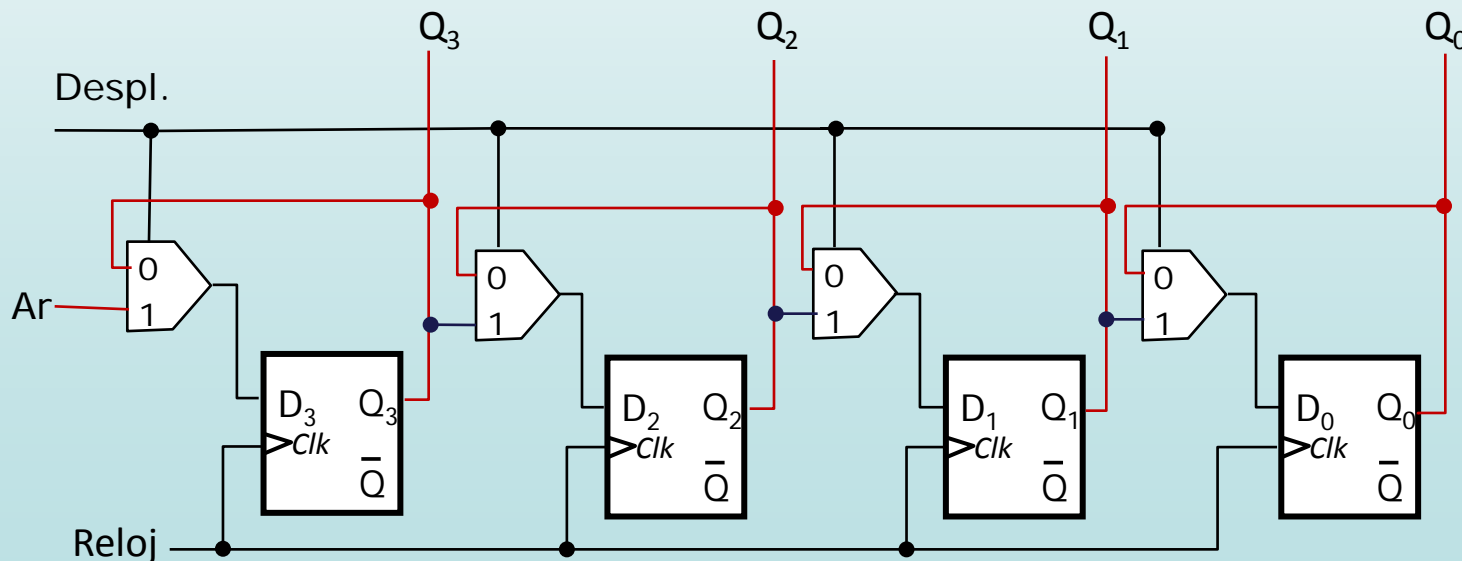 Q₃ Q₂ Q₁ Q₀
Despl.
0 0 0 0
Ar 1 1 1 1
D₃ Q₃ D₂ Q₂ D₁ Q₁ D₀ Q₀
Clk Clk Clk Clk
Q̅ Q̅ Q̅ Q̅
Reloj